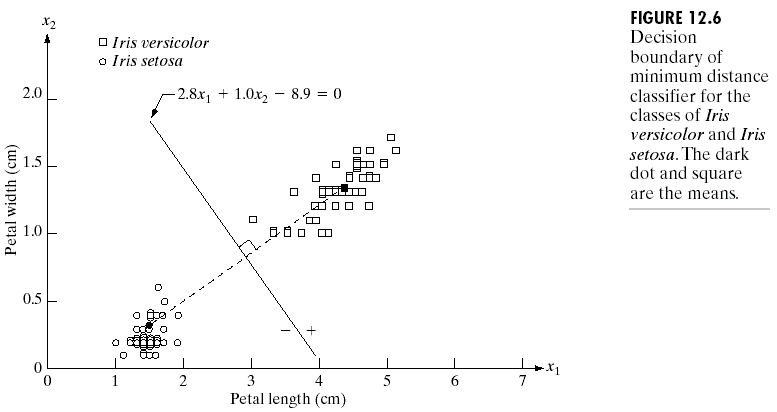 x2
□ Iris versicolor
○ Iris setosa
2.8x1 + 1.0x2 − 8.9 = 0
2.0
1.5
1.0
0.5
0
Petal width (cm)
− +
0 1 2 3 4 5 6 7
x1
Petal length (cm)
FIGURE 12.6
Decision
boundary of
minimum distance
classifier for the
classes of Iris
versicolor and Iris
setosa. The dark
dot and square
are the means.